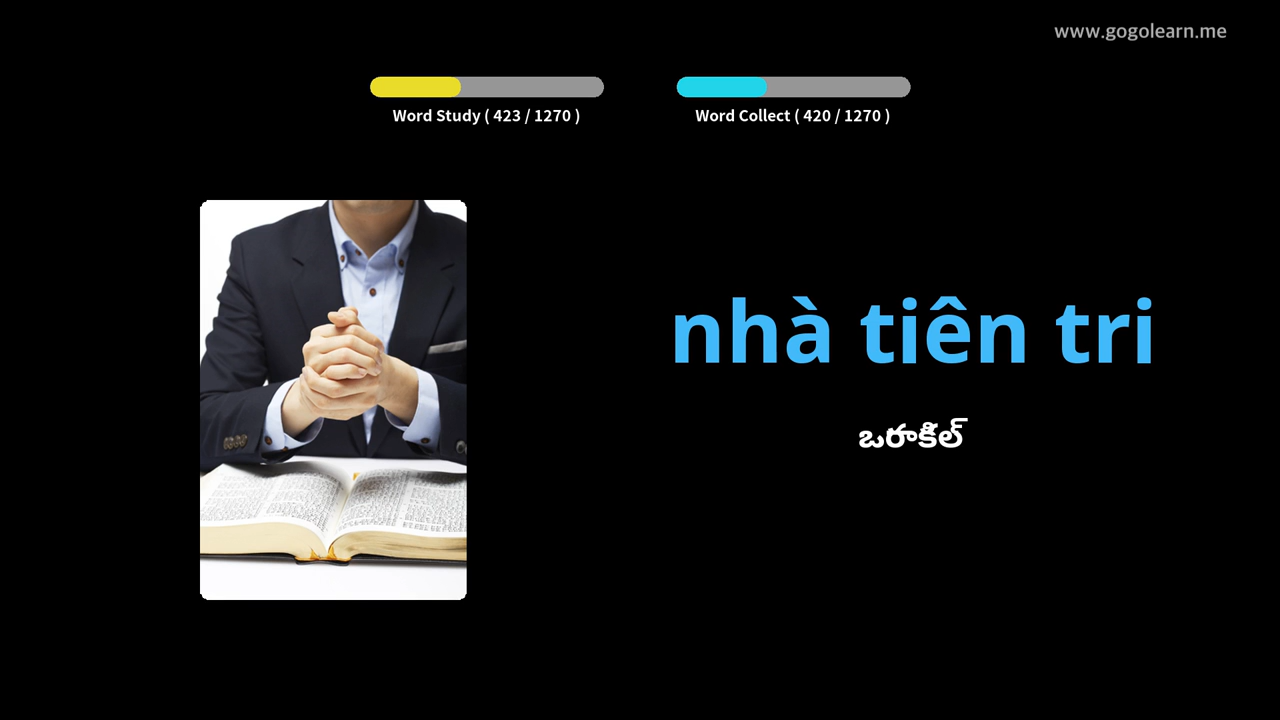 www.gogolearn.me
Word Study ( 423 / 1270 )
Word Collect ( 420 / 1270 )
nhà tiên tri
ఒరాకిల్